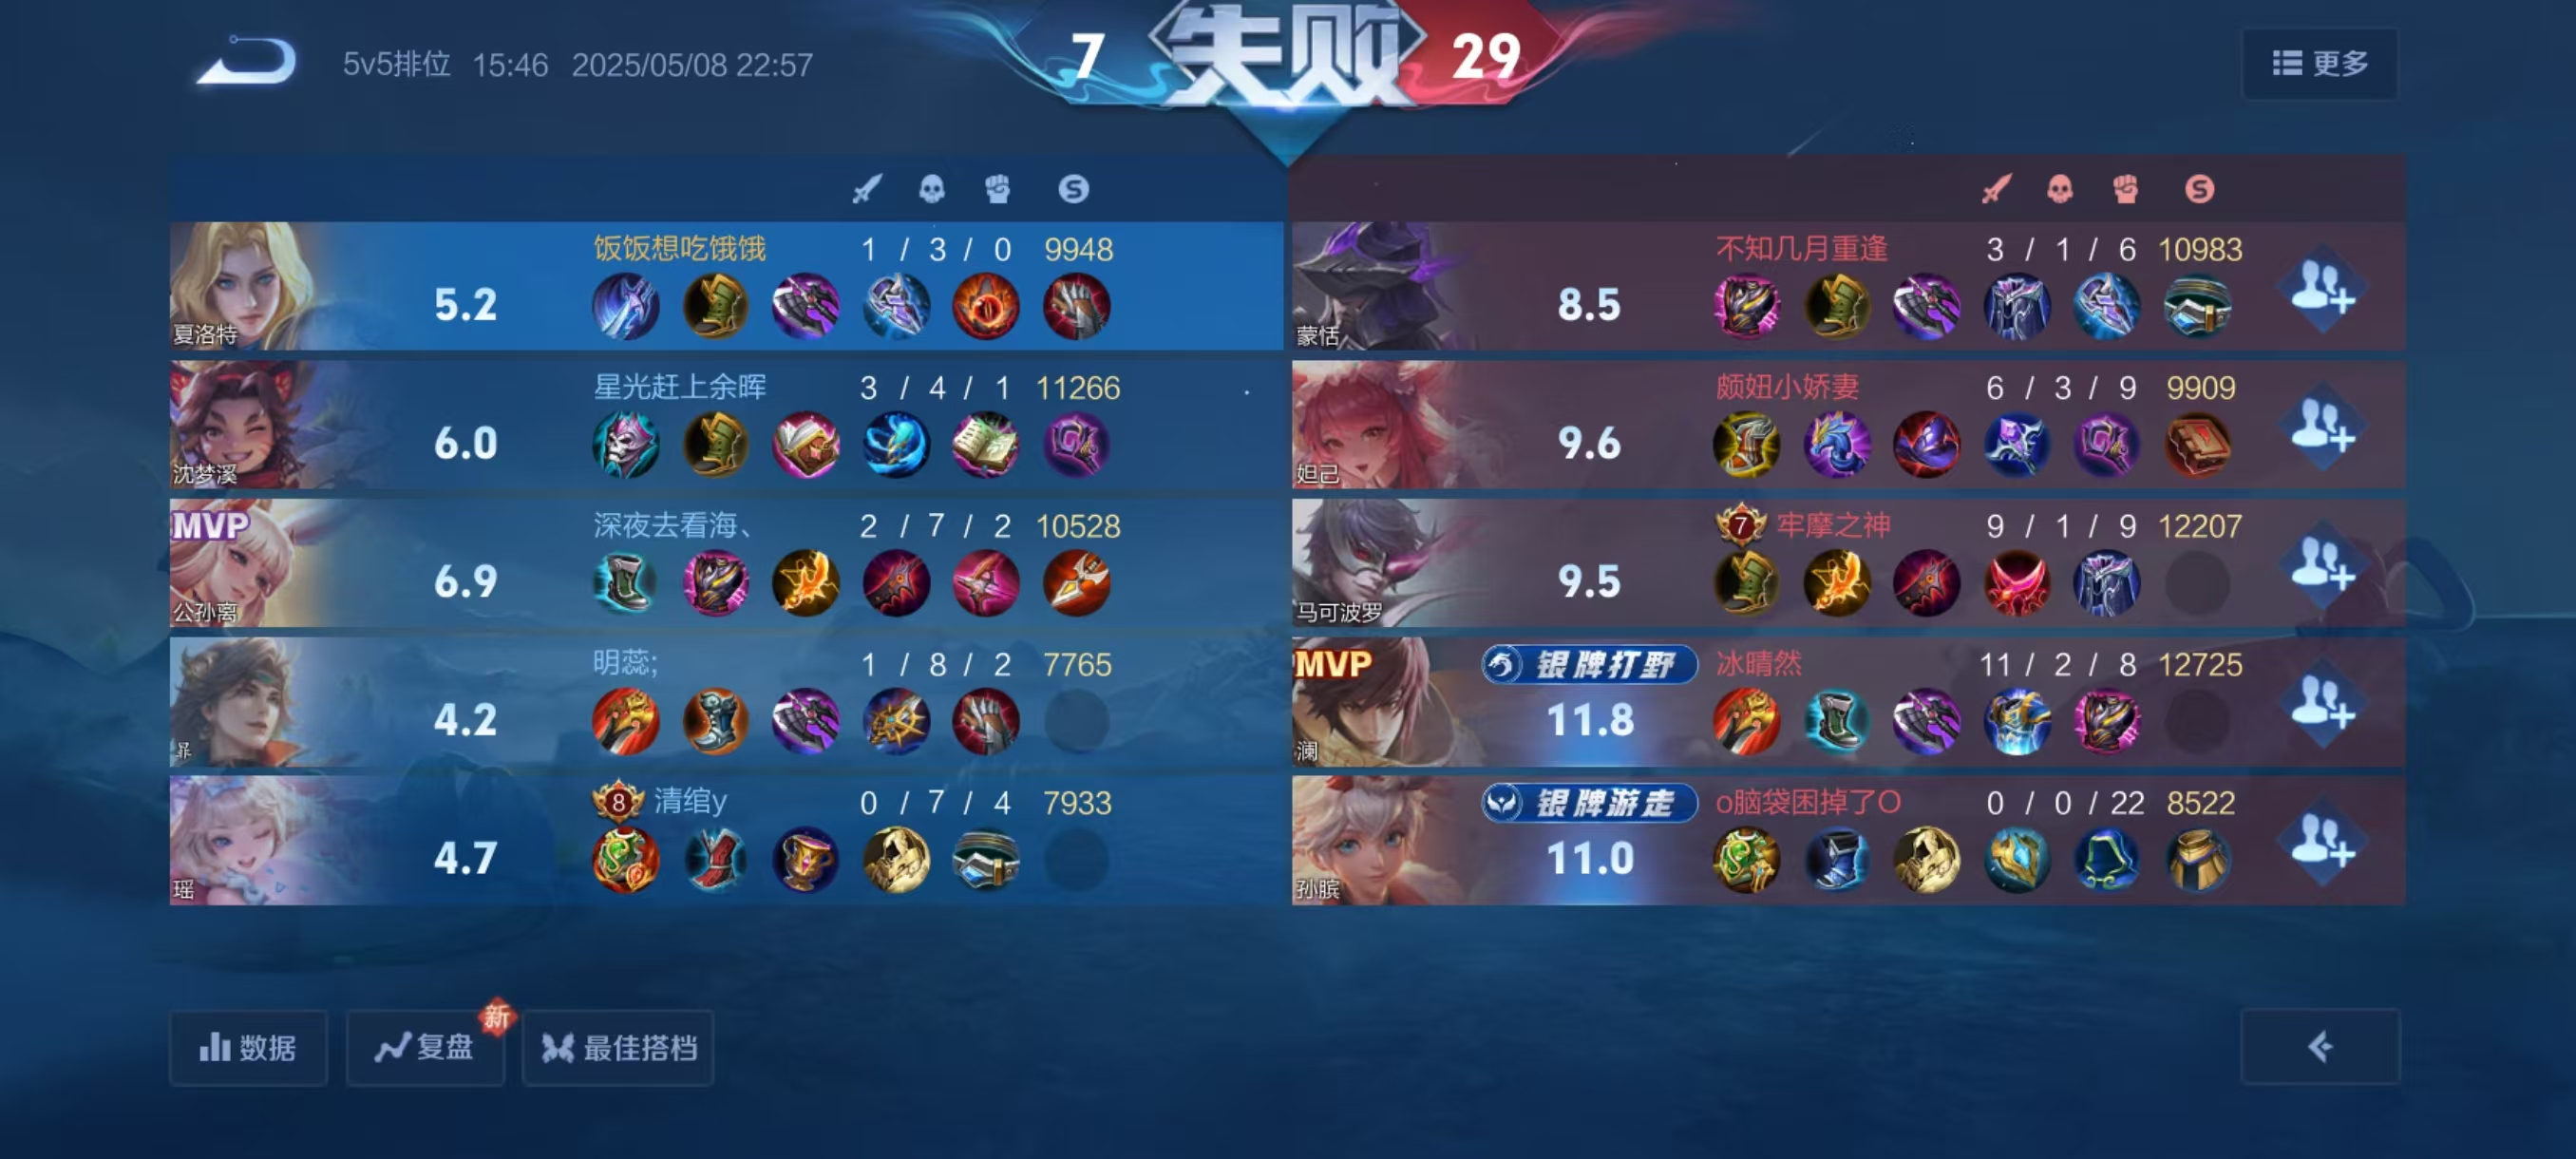 5v5排位 15:46 2025/05/08 22:57
7 失败 29
更多
夏洛特 5.2 饭饭想吃饿饿 1 / 3 / 0 9948
沈梦溪 6.0 星光赶上余晖 3 / 4 / 1 11266
MVP 公孙离 6.9 深夜去看海、 2 / 7 / 2 10528
4.2 明蕊; 1 / 8 / 2 7765
瑶 4.7 8 清绾y 0 / 7 / 4 7933
蒙恬 8.5 不知几月重逢 3 / 1 / 6 10983
妲己 9.6 颇妞小娇妻 6 / 3 / 9 9909
马可波罗 9.5 7 牢摩之神 9 / 1 / 9 12207
MVP 澜 银牌打野 11.8 冰晴然 11 / 2 / 8 12725
孙膑 银牌游走 11.0 o脑袋困掉了O 0 / 0 / 22 8522
数据
复盘 新
最佳搭档